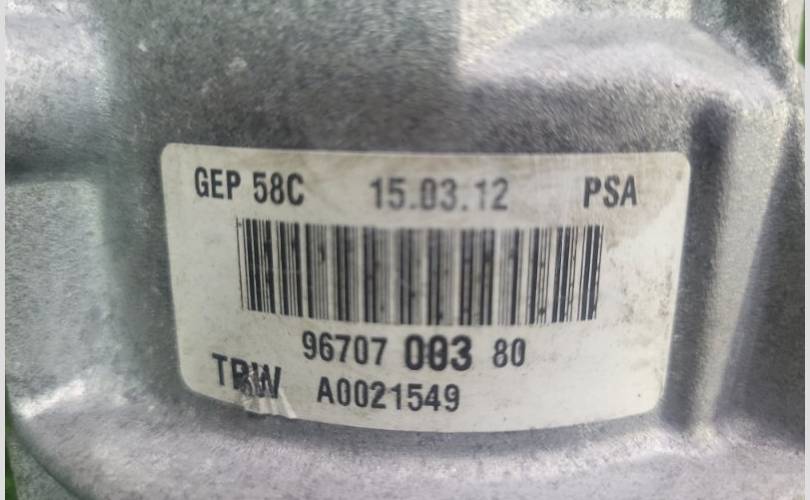 GEP 58C 15.03.12 PSA
96707 003 80
TRW A0021549